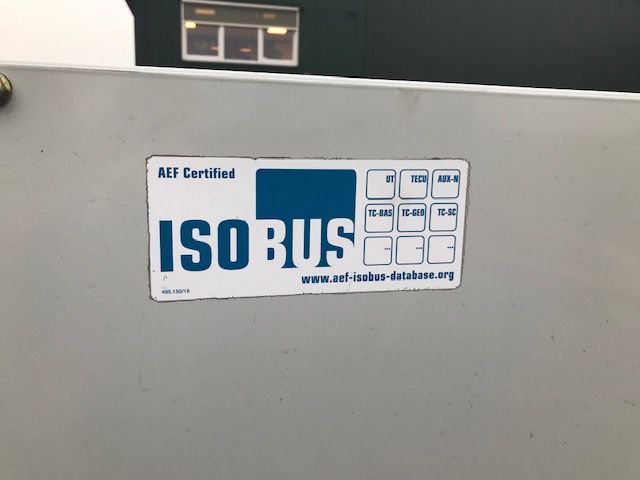 AEF Certified
ISOBUS
UT TECU AUX-N
TC-BAS TC-GEO TC-SC
... ... ...
www.aef-isobus-database.org
495.150/18